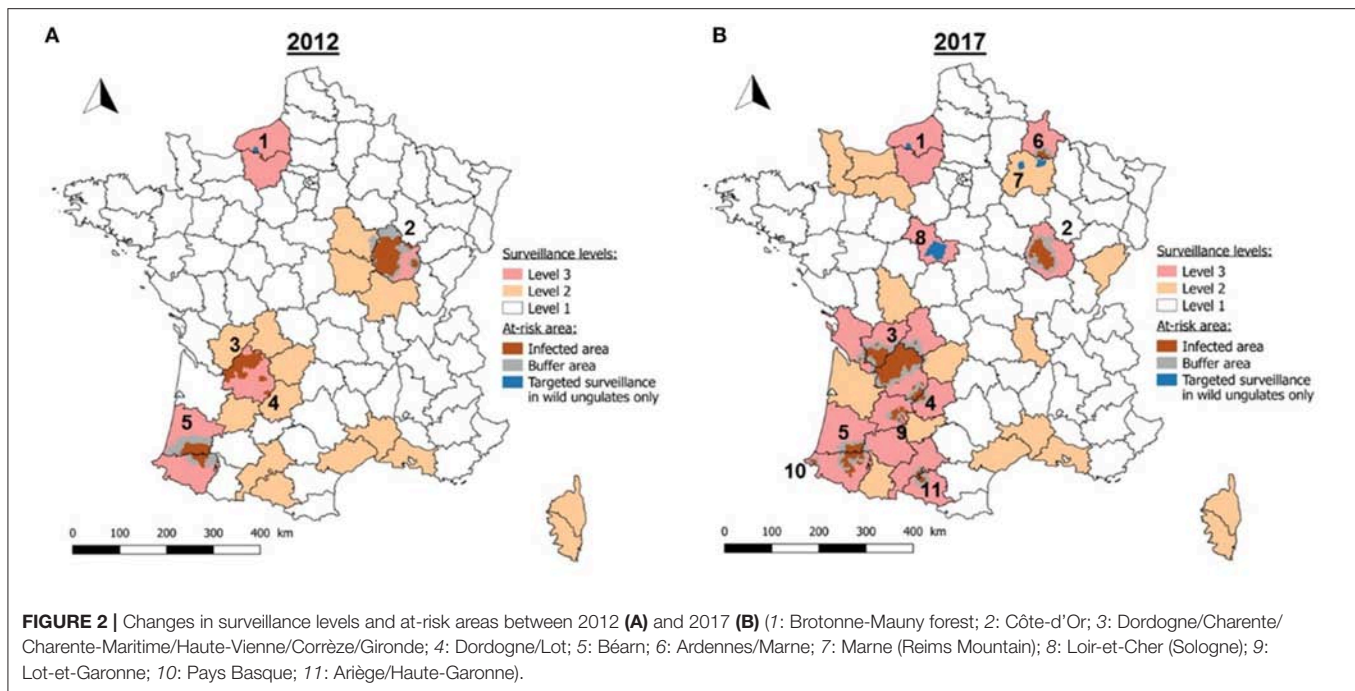 A
2012
1
2
3
4
5
Surveillance levels:
Level 3
Level 2
Level 1
At-risk area:
Infected area
Buffer area
Targeted surveillance
in wild ungulates only
0 100 200 300 400 km
B
2017
1
6
7
8
2
3
4
5
9
10
11
Surveillance levels:
Level 3
Level 2
Level 1
At-risk area:
Infected area
Buffer area
Targeted surveillance
in wild ungulates only
0 100 200 300 400 km
FIGURE 2 | Changes in surveillance levels and at-risk areas between 2012 (A) and 2017 (B) (1: Brotonne-Mauny forest; 2: Côte-d'Or; 3: Dordogne/Charente/
Charente-Maritime/Haute-Vienne/Corrèze/Gironde; 4: Dordogne/Lot; 5: Béarn; 6: Ardennes/Marne; 7: Marne (Reims Mountain); 8: Loir-et-Cher (Sologne); 9:
Lot-et-Garonne; 10: Pays Basque; 11: Ariège/Haute-Garonne).